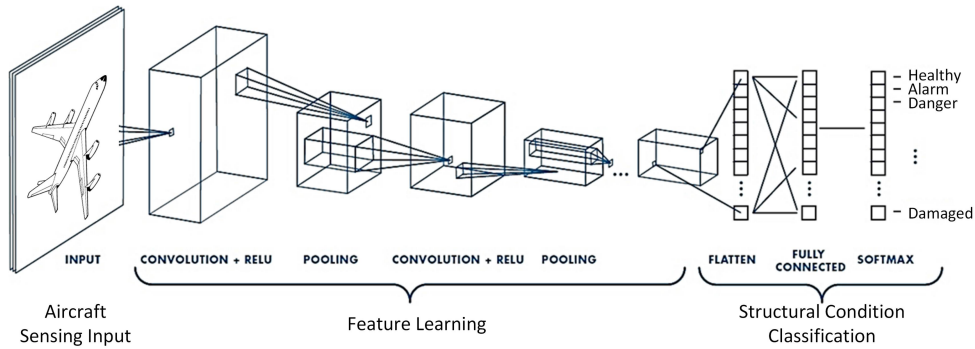 Healthy
Alarm
Danger
Damaged
INPUT
CONVOLUTION + RELU
POOLING
CONVOLUTION + RELU
POOLING
FLATTEN
FULLY
CONNECTED
SOFTMAX
Aircraft
Sensing Input
Feature Learning
Structural Condition
Classification